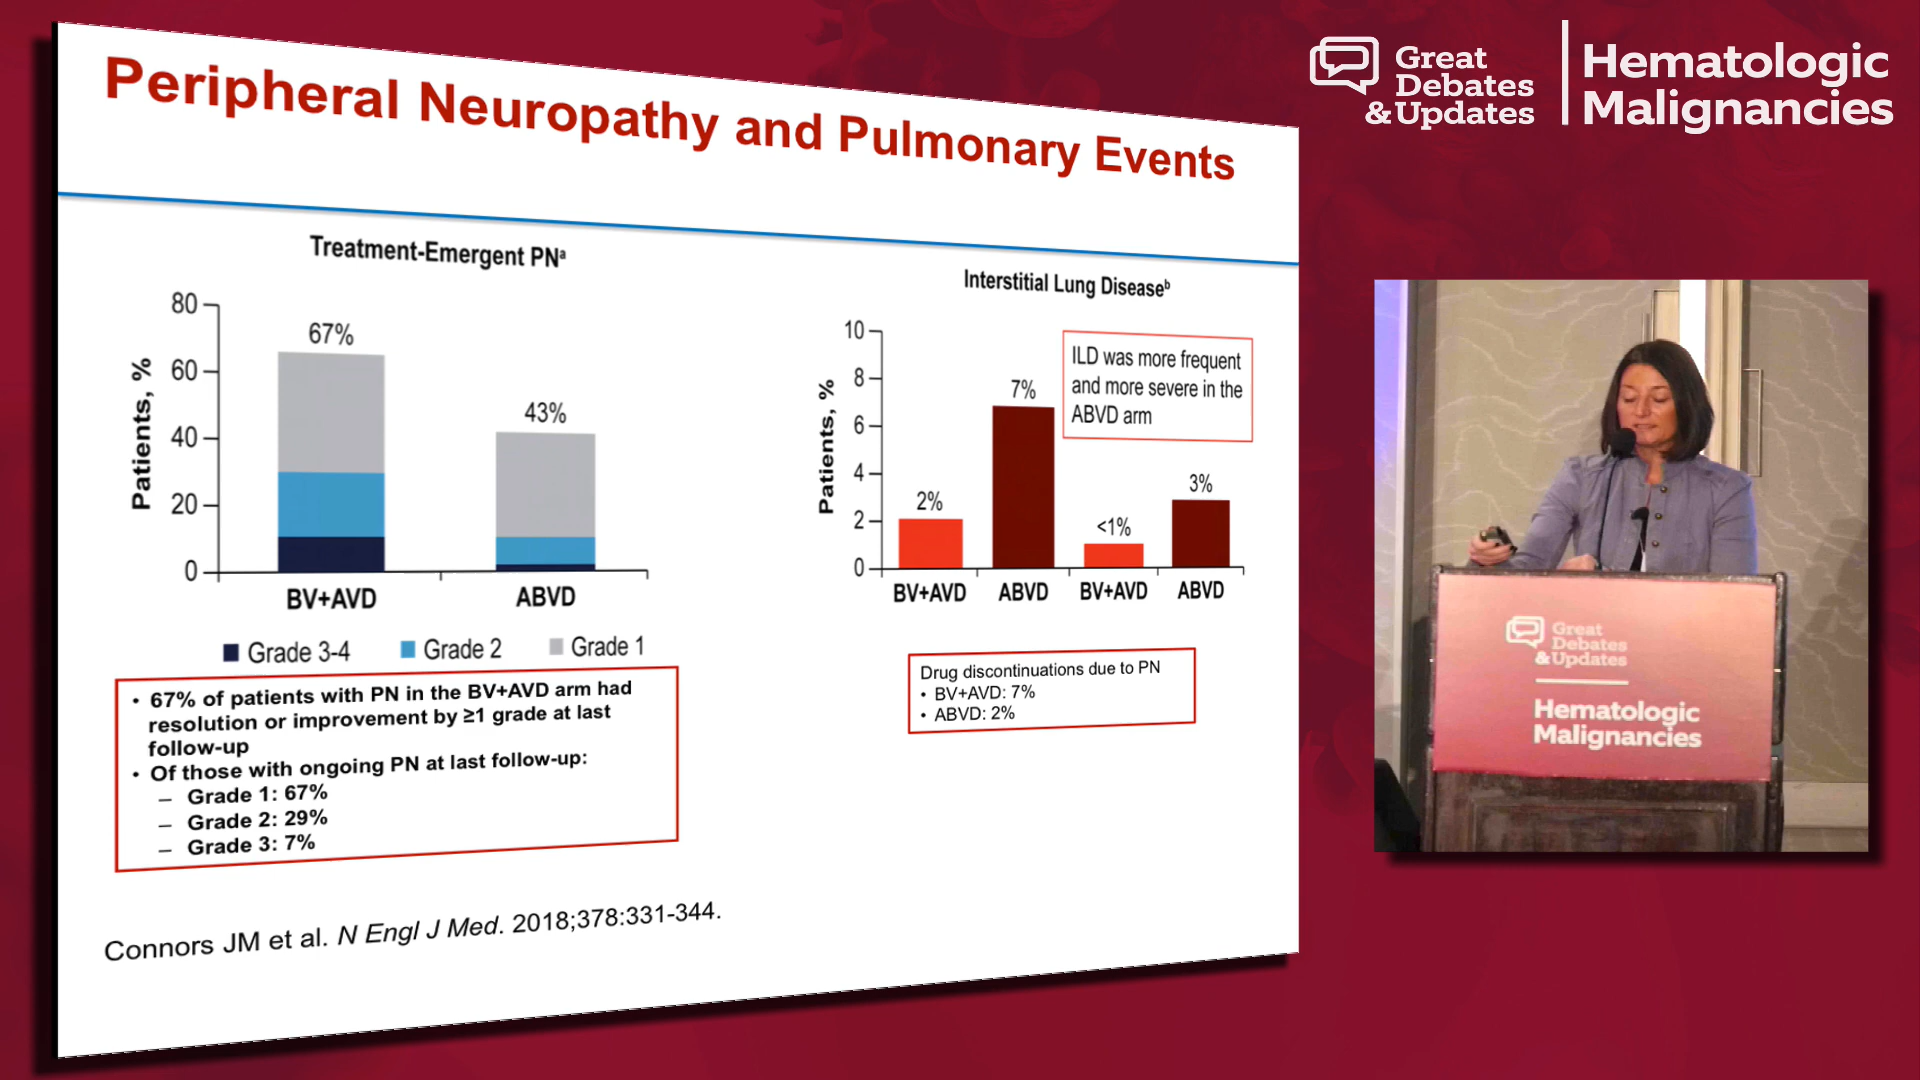 Peripheral Neuropathy and Pulmonary Events
Treatment-Emergent PNª
80
60
40
20
0
Patients, %
67%
43%
BV+AVD
ABVD
Grade 3-4
Grade 2
Grade 1
• 67% of patients with PN in the BV+AVD arm had
resolution or improvement by ≥1 grade at last
follow-up
• Of those with ongoing PN at last follow-up:
– Grade 1: 67%
– Grade 2: 29%
– Grade 3: 7%
Interstitial Lung Diseaseᵇ
10
8
6
4
2
0
Patients, %
2%
7%
<1%
3%
BV+AVD
ABVD
BV+AVD
ABVD
ILD was more frequent
and more severe in the
ABVD arm
Drug discontinuations due to PN
• BV+AVD: 7%
• ABVD: 2%
Connors JM et al. N Engl J Med. 2018;378:331-344.
Great
Debates
&Updates
Hematologic
Malignancies
Great
Debates
&Updates
Hematologic
Malignancies